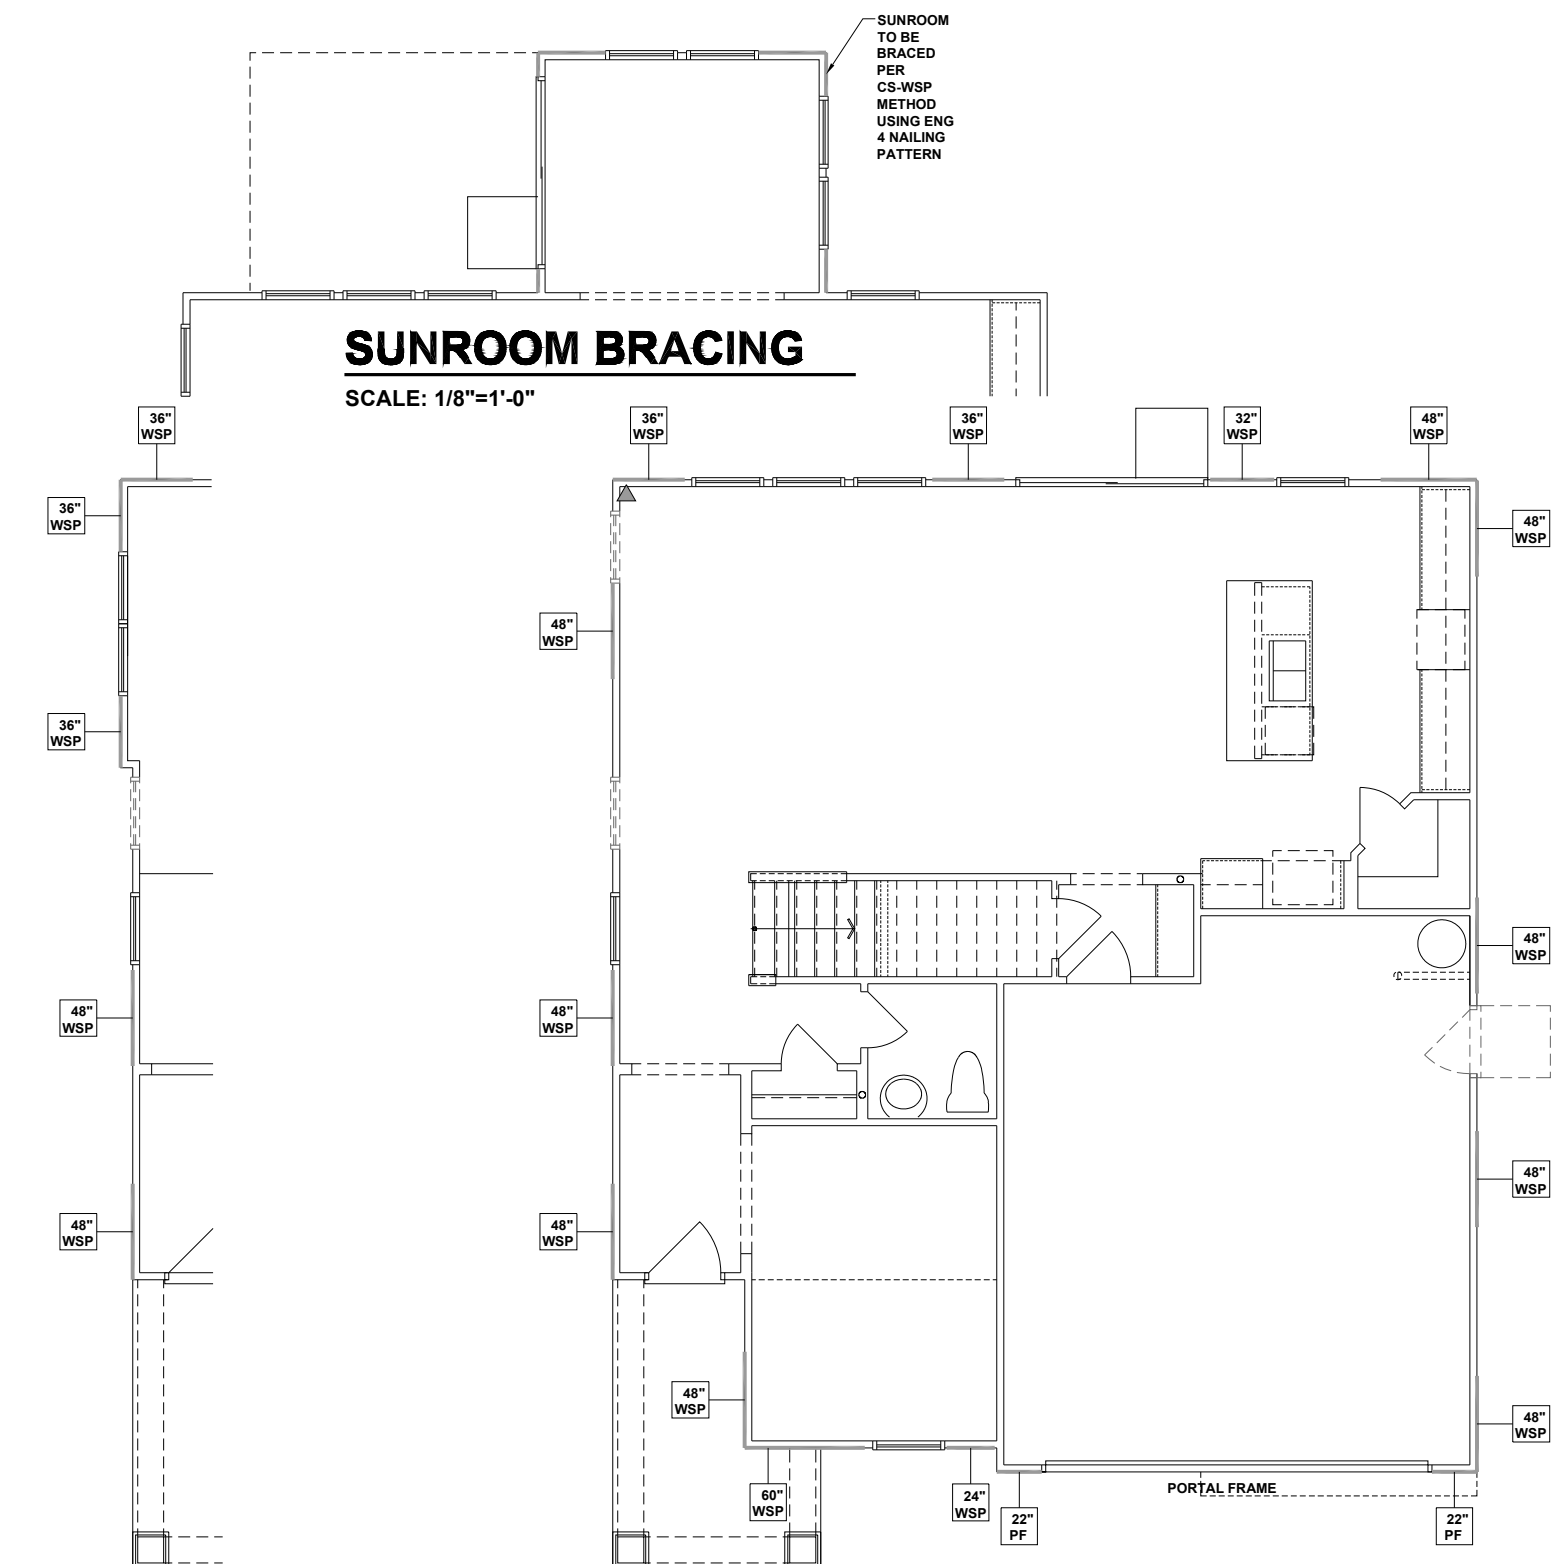 SUNROOM
TO BE
BRACED
PER
CS-WSP
METHOD
USING ENG
4 NAILING
PATTERN
SUNROOM BRACING
SCALE: 1/8"=1'-0"
36"
WSP
36"
WSP
36"
WSP
32"
WSP
48"
WSP
36"
WSP
48"
WSP
48"
WSP
36"
WSP
48"
WSP
48"
WSP
48"
WSP
48"
WSP
48"
WSP
48"
WSP
48"
WSP
48"
WSP
PORTAL FRAME
60"
WSP
24"
WSP
22"
PF
22"
PF